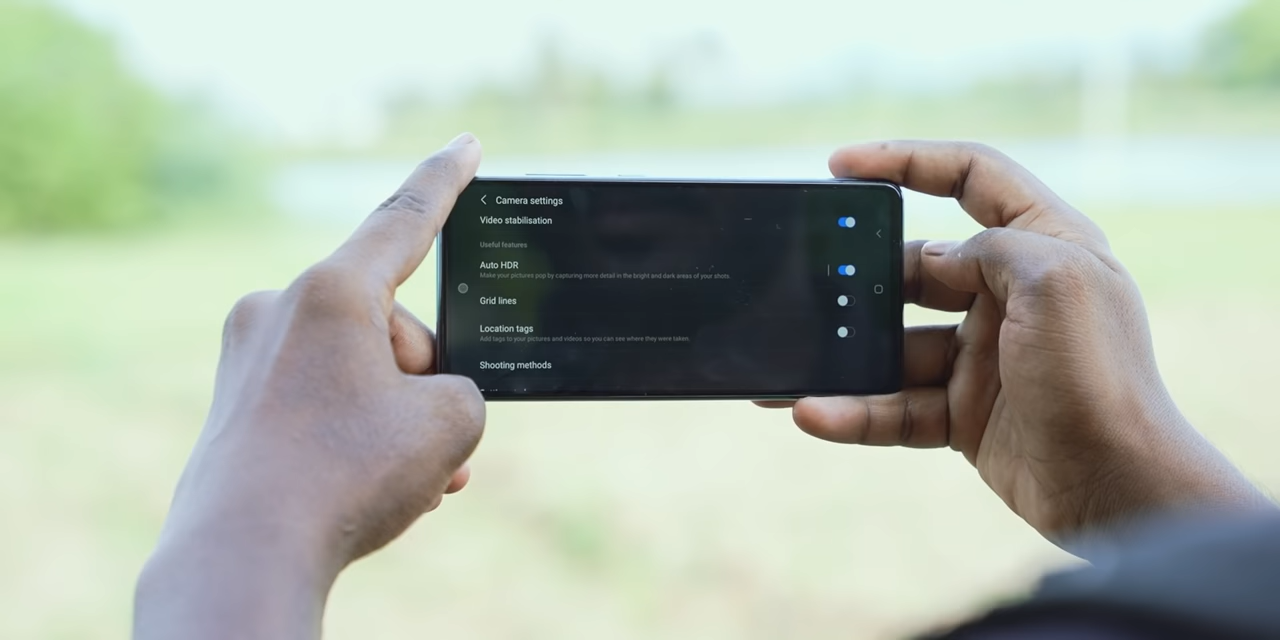 Camera settings
Video stabilisation
Useful features
Auto HDR
Make your pictures pop by capturing more detail in the bright and dark areas of your shots.
Grid lines
Location tags
Add tags to your pictures and videos so you can see where they were taken.
Shooting methods